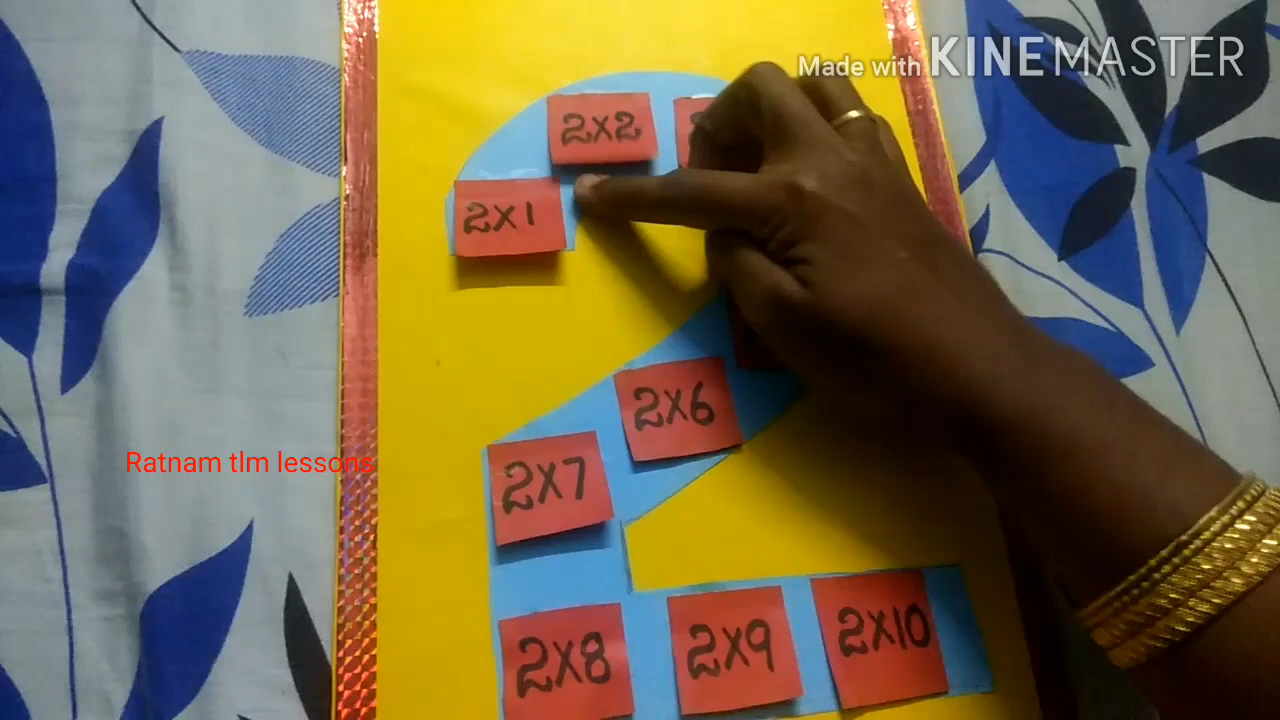 Made with KINEMASTER
2x2
2x1
2x6
Ratnam tlm lessons
2x7
2x8
2x9
2x10